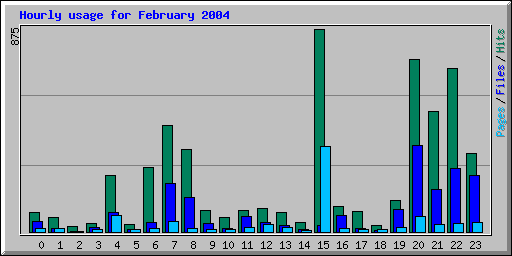 Hourly usage for February 2004
875
Pages / Files / Hits
0 1 2 3 4 5 6 7 8 9 10 11 12 13 14 15 16 17 18 19 20 21 22 23